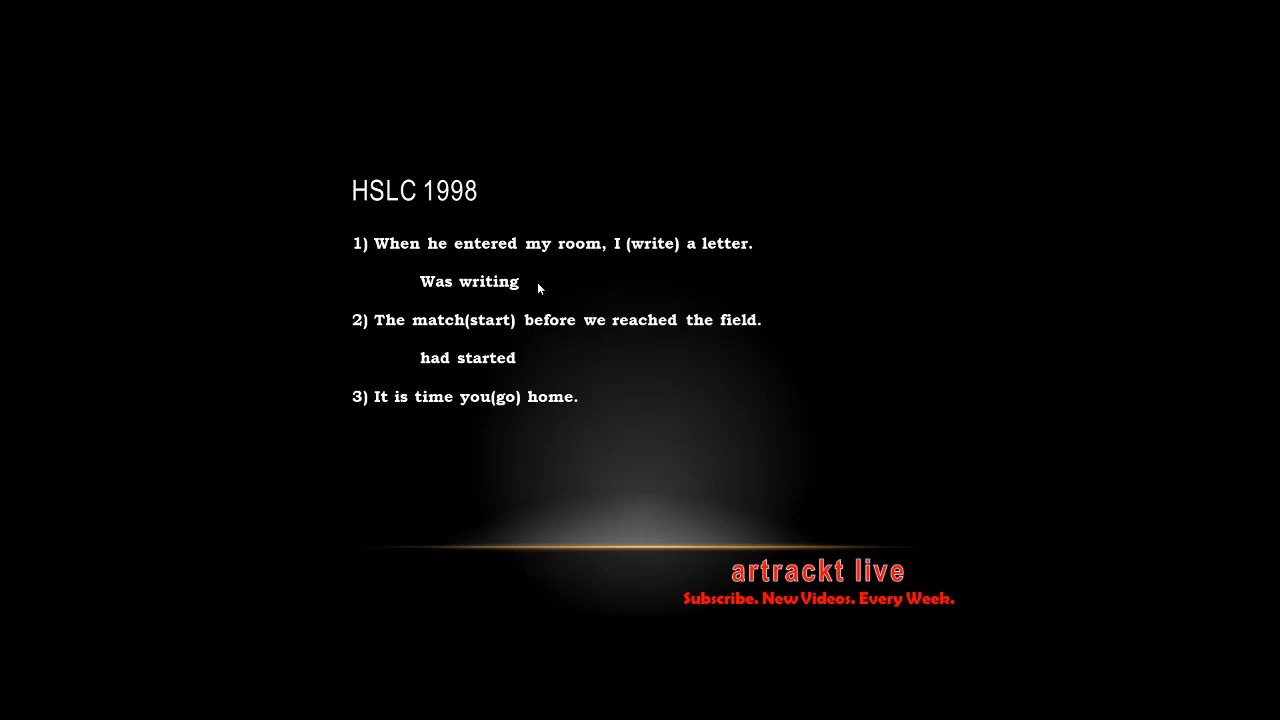 HSLC 1998
1) When he entered my room, I (write) a letter.
Was writing
2) The match(start) before we reached the field.
had started
3) It is time you(go) home.
artrackt live
Subscribe. New Videos. Every Week.